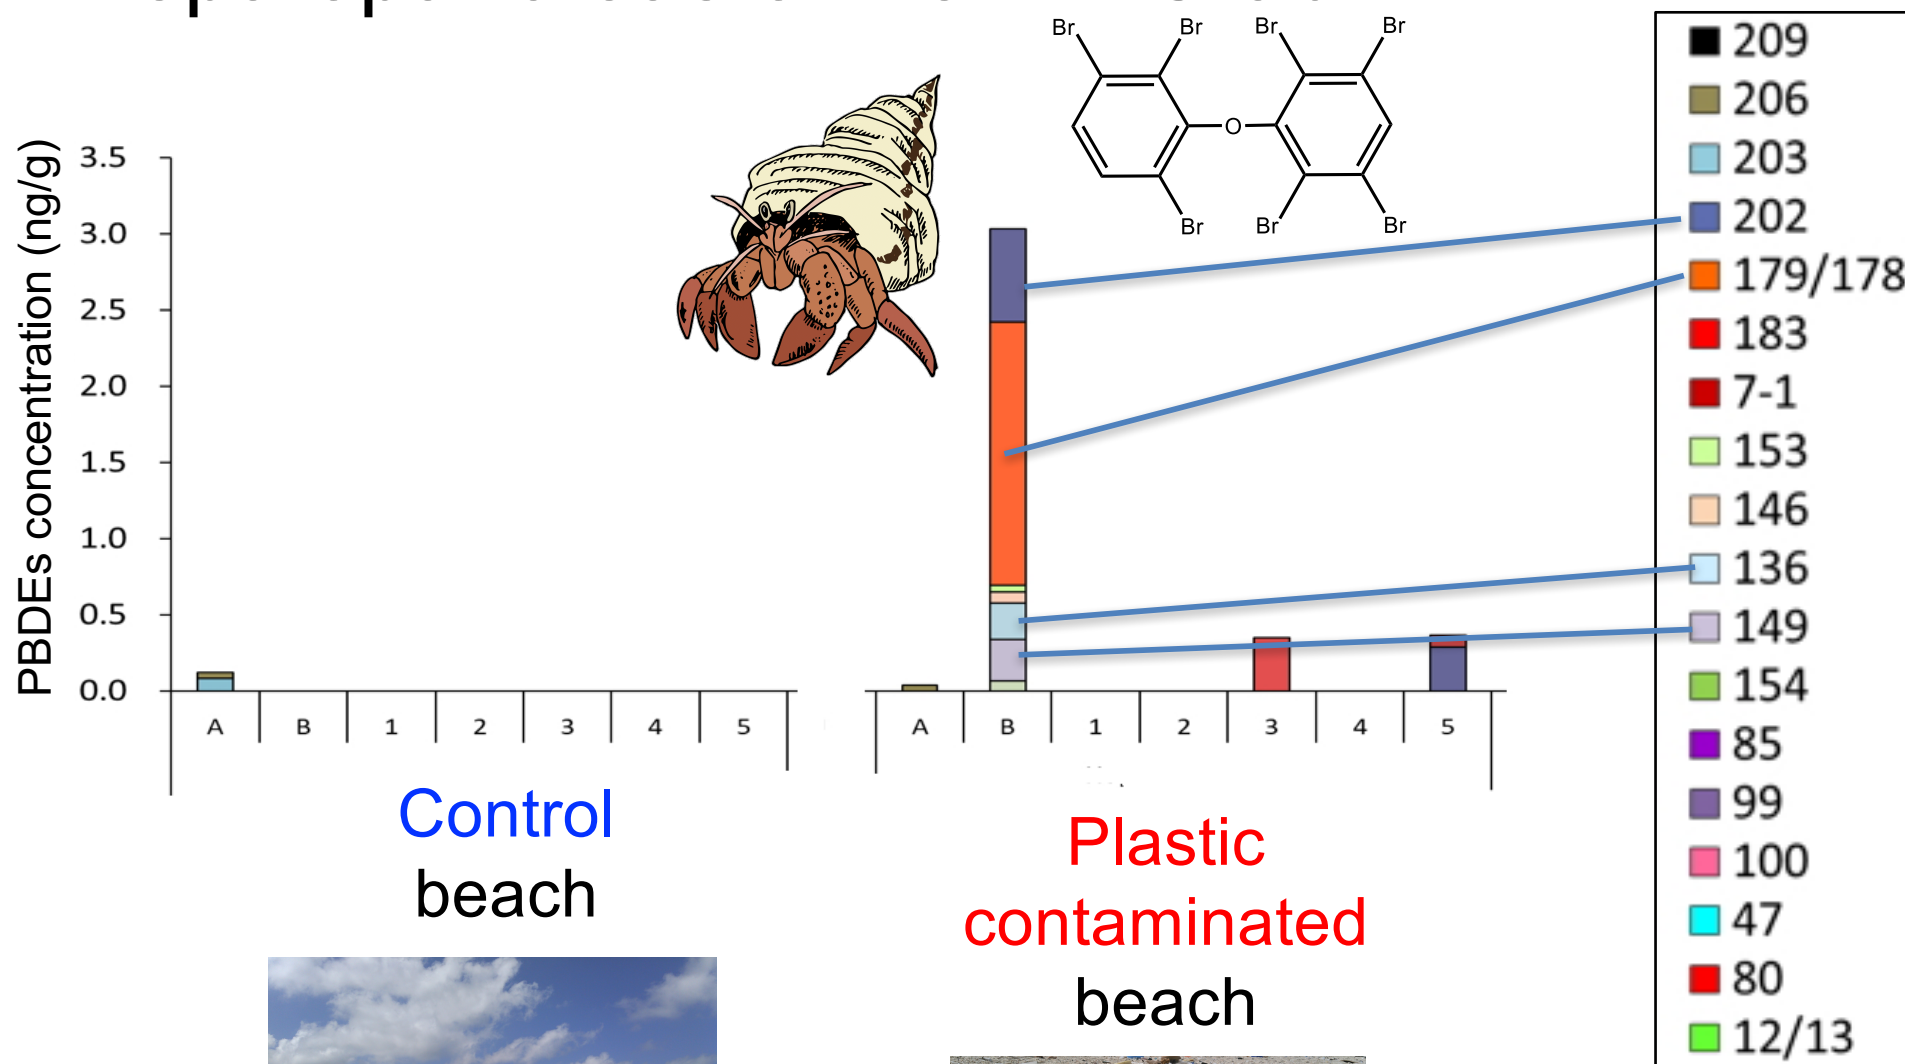 Br Br Br Br
O
Br Br Br Br
PBDEs concentration (ng/g)
3.5
3.0
2.5
2.0
1.5
1.0
0.5
0.0
A B 1 2 3 4 5
A B 1 2 3 4 5
Control
beach
Plastic
contaminated
beach
209
206
203
202
179/178
183
7-1
153
146
136
149
154
85
99
100
47
80
12/13